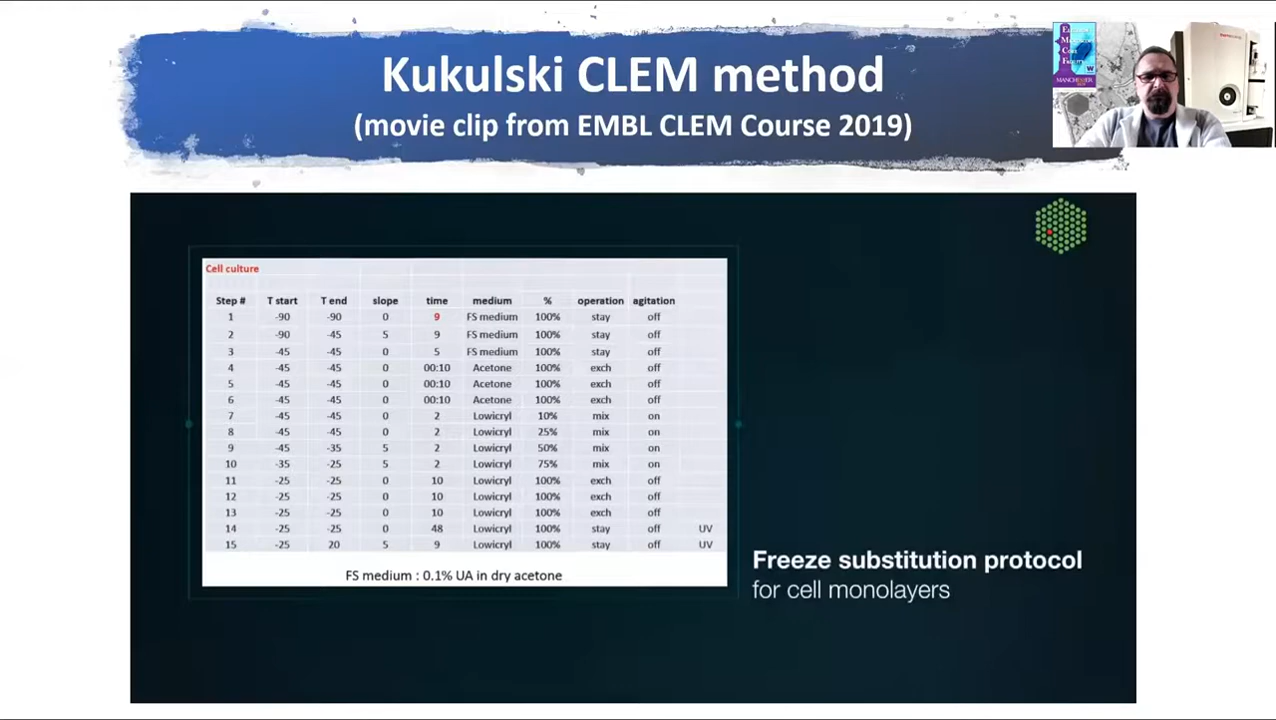 Kukulski CLEM method
(movie clip from EMBL CLEM Course 2019)
MANCHESTER
Cell culture
Step # T start T end slope time medium % operation agitation
1 -90 -90 0 9 FS medium 100% stay off
2 -90 -45 5 9 FS medium 100% stay off
3 -45 -45 0 5 FS medium 100% stay off
4 -45 -45 0 00:10 Acetone 100% exch off
5 -45 -45 0 00:10 Acetone 100% exch off
6 -45 -45 0 00:10 Acetone 100% exch off
7 -45 -45 0 2 Lowicryl 10% mix on
8 -45 -45 0 2 Lowicryl 25% mix on
9 -45 -35 5 2 Lowicryl 50% mix on
10 -35 -25 5 2 Lowicryl 75% mix on
11 -25 -25 0 10 Lowicryl 100% exch off
12 -25 -25 0 10 Lowicryl 100% exch off
13 -25 -25 0 10 Lowicryl 100% exch off
14 -25 -25 0 48 Lowicryl 100% stay off UV
15 -25 20 5 9 Lowicryl 100% stay off UV
FS medium : 0.1% UA in dry acetone
Freeze substitution protocol
for cell monolayers